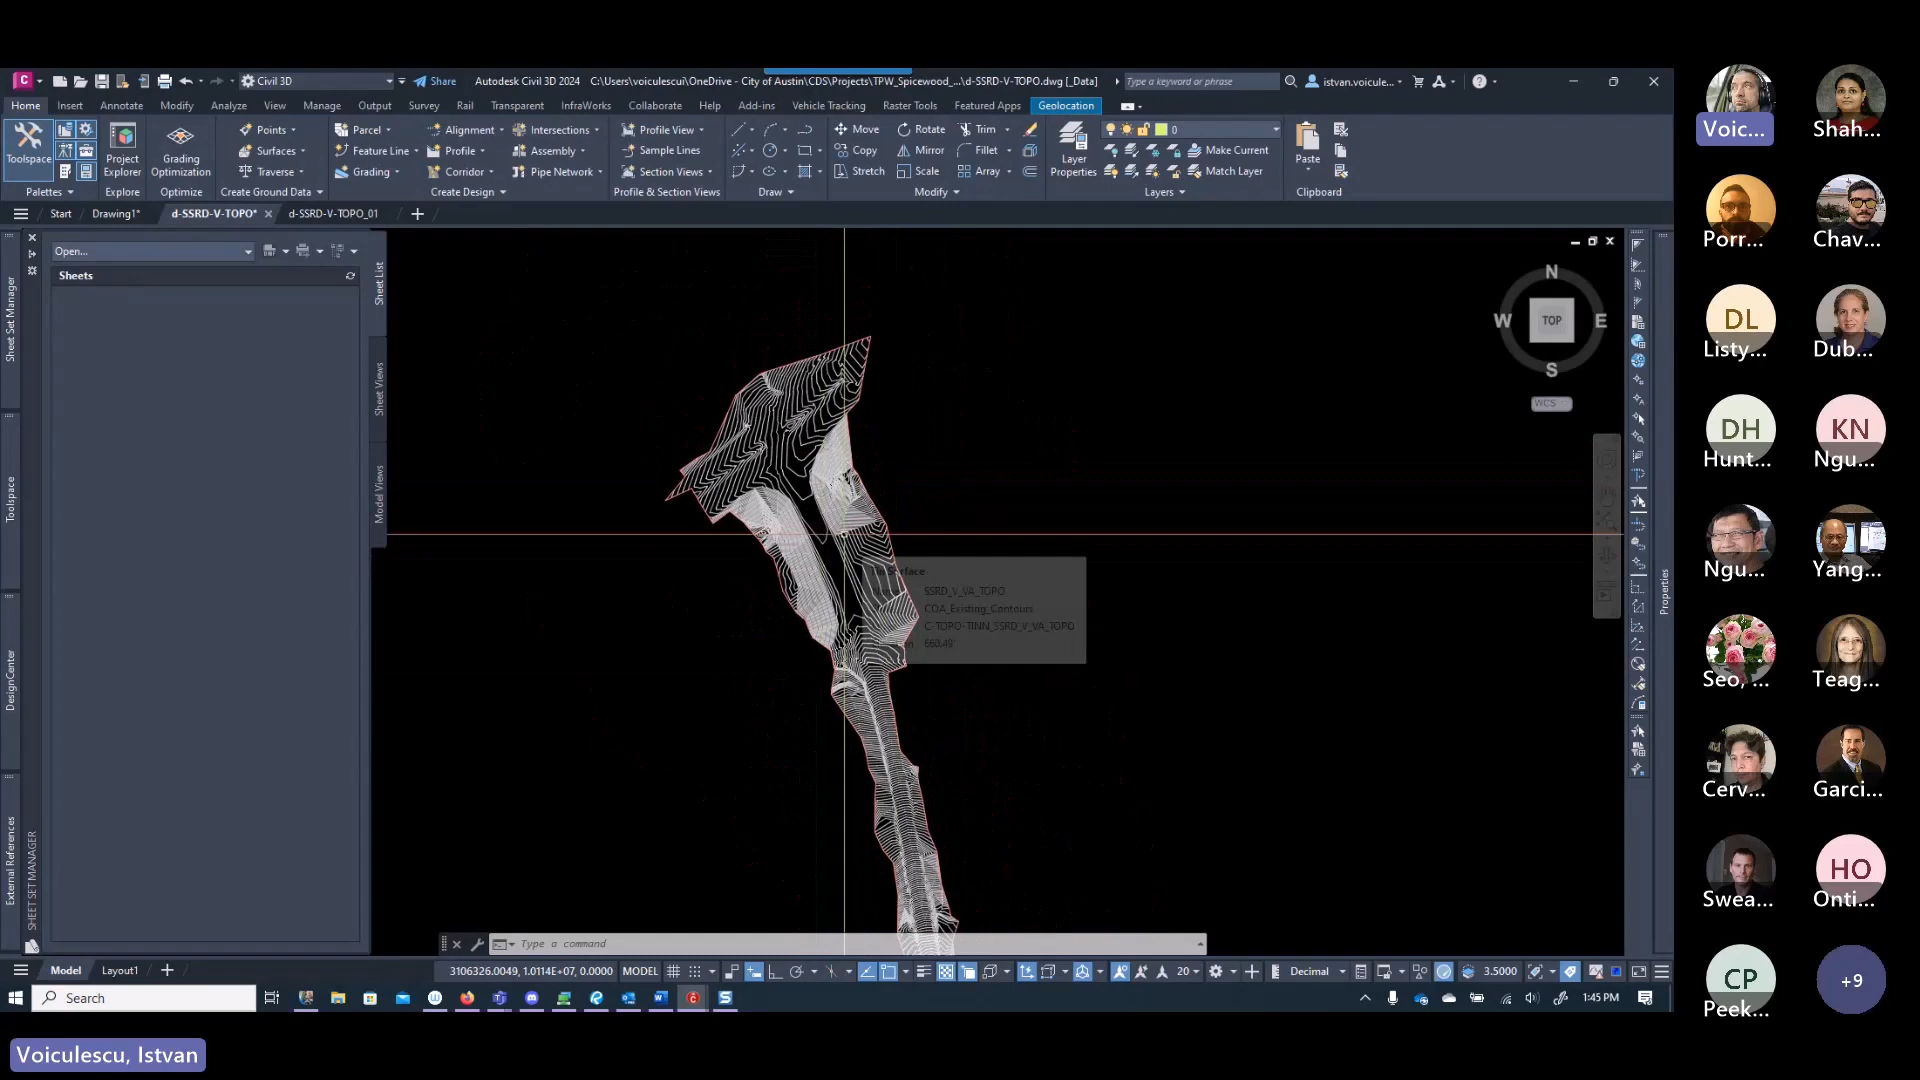 C
Civil 3D
Share
Autodesk Civil 3D 2024 C:\Users\voiculescui\OneDrive - City of Austin\CDS\Projects\TPW_Spicewood_...\d-SSRD-V-TOPO.dwg [_Data]
Type a keyword or phrase
istvan.voicule...
Home Insert Annotate Modify Analyze View Manage Output Survey Rail Transparent InfraWorks Collaborate Help Add-ins Vehicle Tracking Raster Tools Featured Apps Geolocation
Toolspace
Project
Explorer
Grading
Optimization
Points
Surfaces
Traverse
Parcel
Feature Line
Grading
Alignment
Profile
Corridor
Intersections
Assembly
Pipe Network
Profile View
Sample Lines
Section Views
Move
Copy
Stretch
Rotate
Mirror
Scale
Trim
Fillet
Array
Layer
Properties
0
Make Current
Match Layer
Paste
Palettes
Explore
Optimize
Create Ground Data
Create Design
Profile & Section Views
Draw
Modify
Layers
Clipboard
Start
Drawing1*
d-SSRD-V-TOPO*
d-SSRD-V-TOPO_01
Open...
Sheets
Sheet List
Sheet Views
Model Views
Sheet Set Manager
Toolspace
DesignCenter
External References
SHEET SET MANAGER
Properties
N
W
TOP
E
S
WCS
Surface
SSRD_V_VA_TOPO
COA_Existing_Contours
C-TOPO-TINN_SSRD_V_VA_TOPO
660.49'
Type a command
Model
Layout1
3106326.0049, 1.0114E+07, 0.0000
MODEL
20
Decimal
3.5000
Search
1:45 PM
Voic...
Shah...
Porr...
Chav...
DL
Listy...
Dub...
DH
Hunt...
KN
Ngu...
Ngu...
Yang...
Seo, ...
Teag...
Cerv...
Garci...
Swea...
HO
Onti...
CP
Peek...
+9
Voiculescu, Istvan